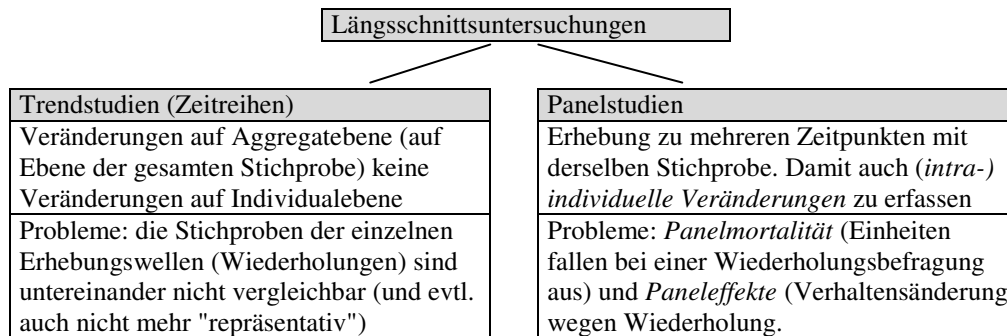 Längsschnittsuntersuchungen
Trendstudien (Zeitreihen)
Veränderungen auf Aggregatebene (auf
Ebene der gesamten Stichprobe) keine
Veränderungen auf Individualebene
Probleme: die Stichproben der einzelnen
Erhebungswellen (Wiederholungen) sind
untereinander nicht vergleichbar (und evtl.
auch nicht mehr "repräsentativ")
Panelstudien
Erhebung zu mehreren Zeitpunkten mit
derselben Stichprobe. Damit auch (intra-)
individuelle Veränderungen zu erfassen
Probleme: Panelmortalität (Einheiten
fallen bei einer Wiederholungsbefragung
aus) und Paneleffekte (Verhaltensänderung
wegen Wiederholung.